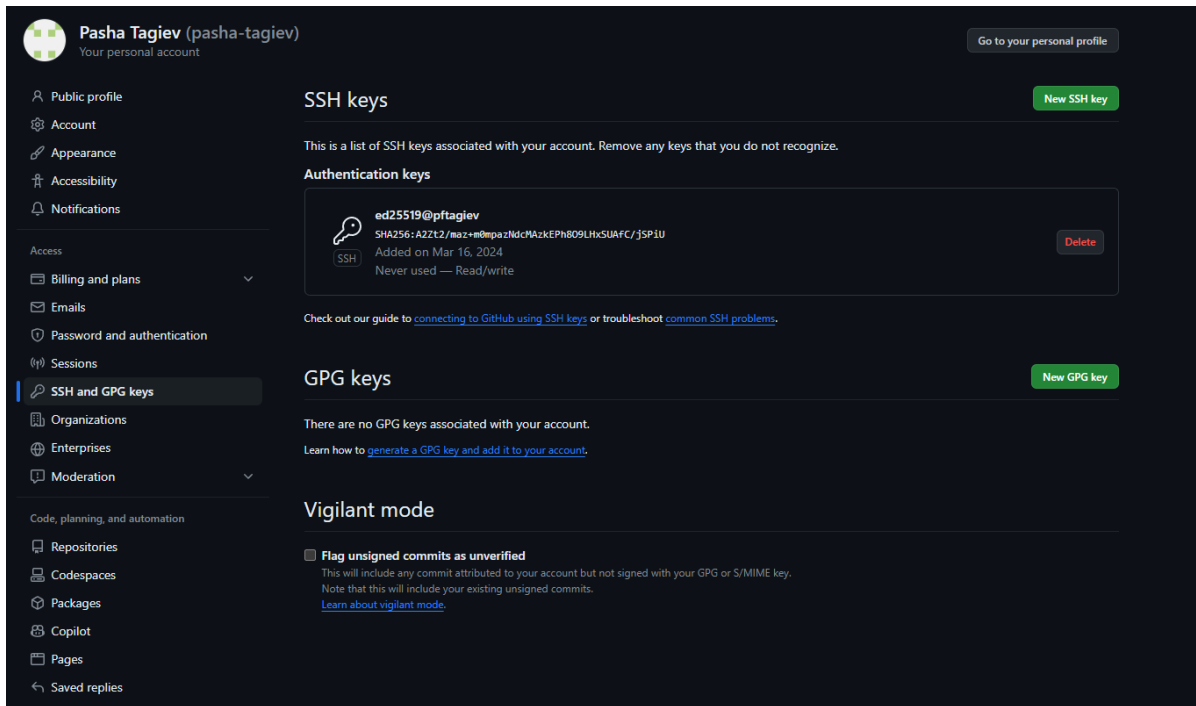 Pasha Tagiev (pasha-tagiev)
Your personal account
Go to your personal profile
Public profile
Account
Appearance
Accessibility
Notifications
Access
Billing and plans
Emails
Password and authentication
Sessions
SSH and GPG keys
Organizations
Enterprises
Moderation
Code, planning, and automation
Repositories
Codespaces
Packages
Copilot
Pages
Saved replies
SSH keys
New SSH key
This is a list of SSH keys associated with your account. Remove any keys that you do not recognize.
Authentication keys
ed25519@pftagiev
SHA256:A2Zt2/maz+m0mpazNdcMAzkEPh8O9LHxSUAfC/jSPiU
Added on Mar 16, 2024
Never used — Read/write
SSH
Delete
Check out our guide to connecting to GitHub using SSH keys or troubleshoot common SSH problems.
GPG keys
New GPG key
There are no GPG keys associated with your account.
Learn how to generate a GPG key and add it to your account.
Vigilant mode
Flag unsigned commits as unverified
This will include any commit attributed to your account but not signed with your GPG or S/MIME key.
Note that this will include your existing unsigned commits.
Learn about vigilant mode.